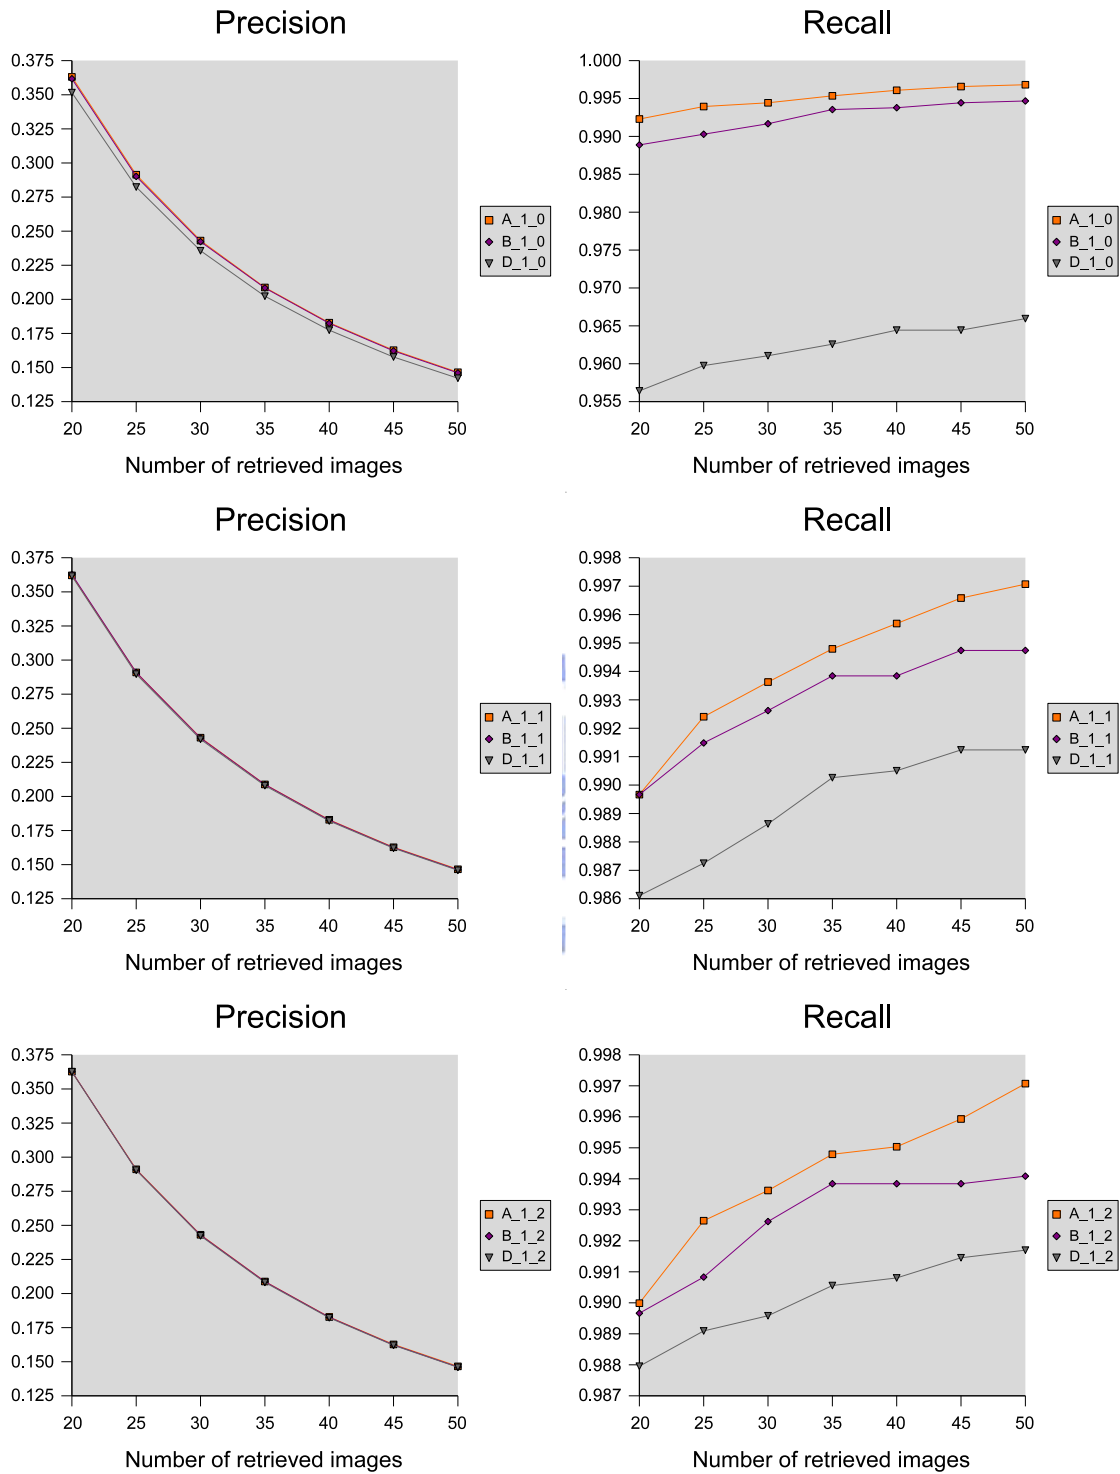 Precision
0.375
0.350
0.325
0.300
0.275
0.250
0.225
0.200
0.175
0.150
0.125
20 25 30 35 40 45 50
Number of retrieved images
A_1_0
B_1_0
D_1_0
Recall
1.000
0.995
0.990
0.985
0.980
0.975
0.970
0.965
0.960
0.955
20 25 30 35 40 45 50
Number of retrieved images
A_1_0
B_1_0
D_1_0
Precision
0.375
0.350
0.325
0.300
0.275
0.250
0.225
0.200
0.175
0.150
0.125
20 25 30 35 40 45 50
Number of retrieved images
A_1_1
B_1_1
D_1_1
Recall
0.998
0.997
0.996
0.995
0.994
0.993
0.992
0.991
0.990
0.989
0.988
0.987
0.986
20 25 30 35 40 45 50
Number of retrieved images
A_1_1
B_1_1
D_1_1
Precision
0.375
0.350
0.325
0.300
0.275
0.250
0.225
0.200
0.175
0.150
0.125
20 25 30 35 40 45 50
Number of retrieved images
A_1_2
B_1_2
D_1_2
Recall
0.998
0.997
0.996
0.995
0.994
0.993
0.992
0.991
0.990
0.989
0.988
0.987
20 25 30 35 40 45 50
Number of retrieved images
A_1_2
B_1_2
D_1_2